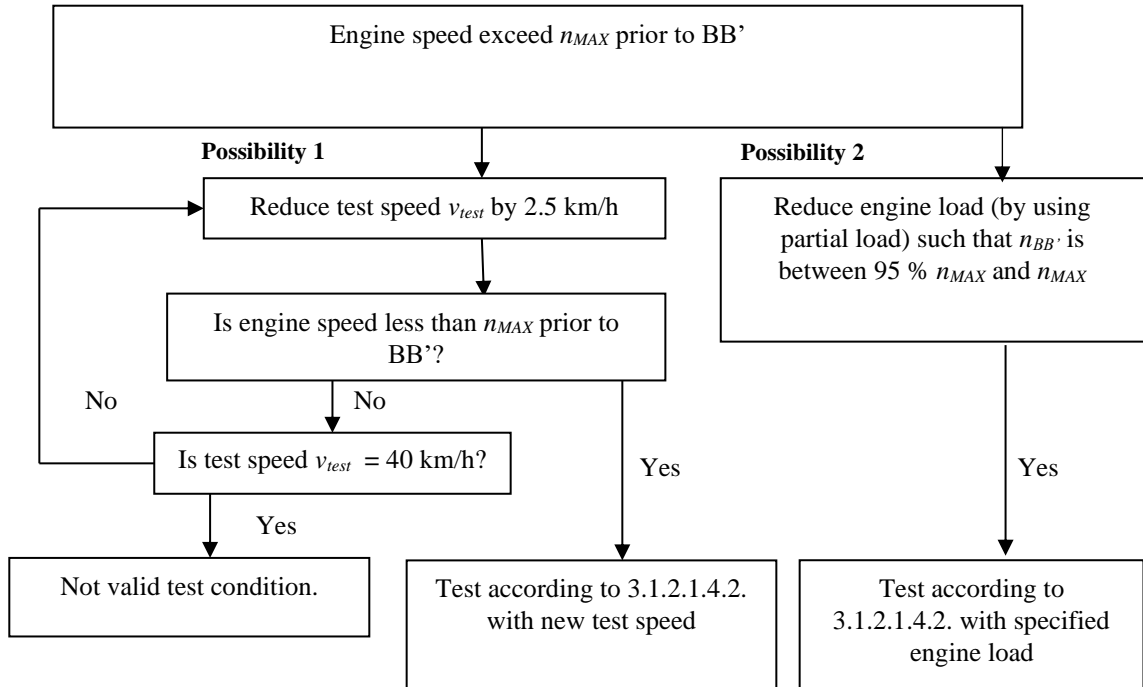 Engine speed exceed nMAX prior to BB’
Possibility 1
Possibility 2
Reduce test speed vtest by 2.5 km/h
Reduce engine load (by using
partial load) such that nBB’ is
between 95 % nMAX and nMAX
Is engine speed less than nMAX prior to
BB’?
No
No
Is test speed vtest = 40 km/h?
Yes
Yes
Yes
Not valid test condition.
Test according to 3.1.2.1.4.2.
with new test speed
Test according to
3.1.2.1.4.2. with specified
engine load